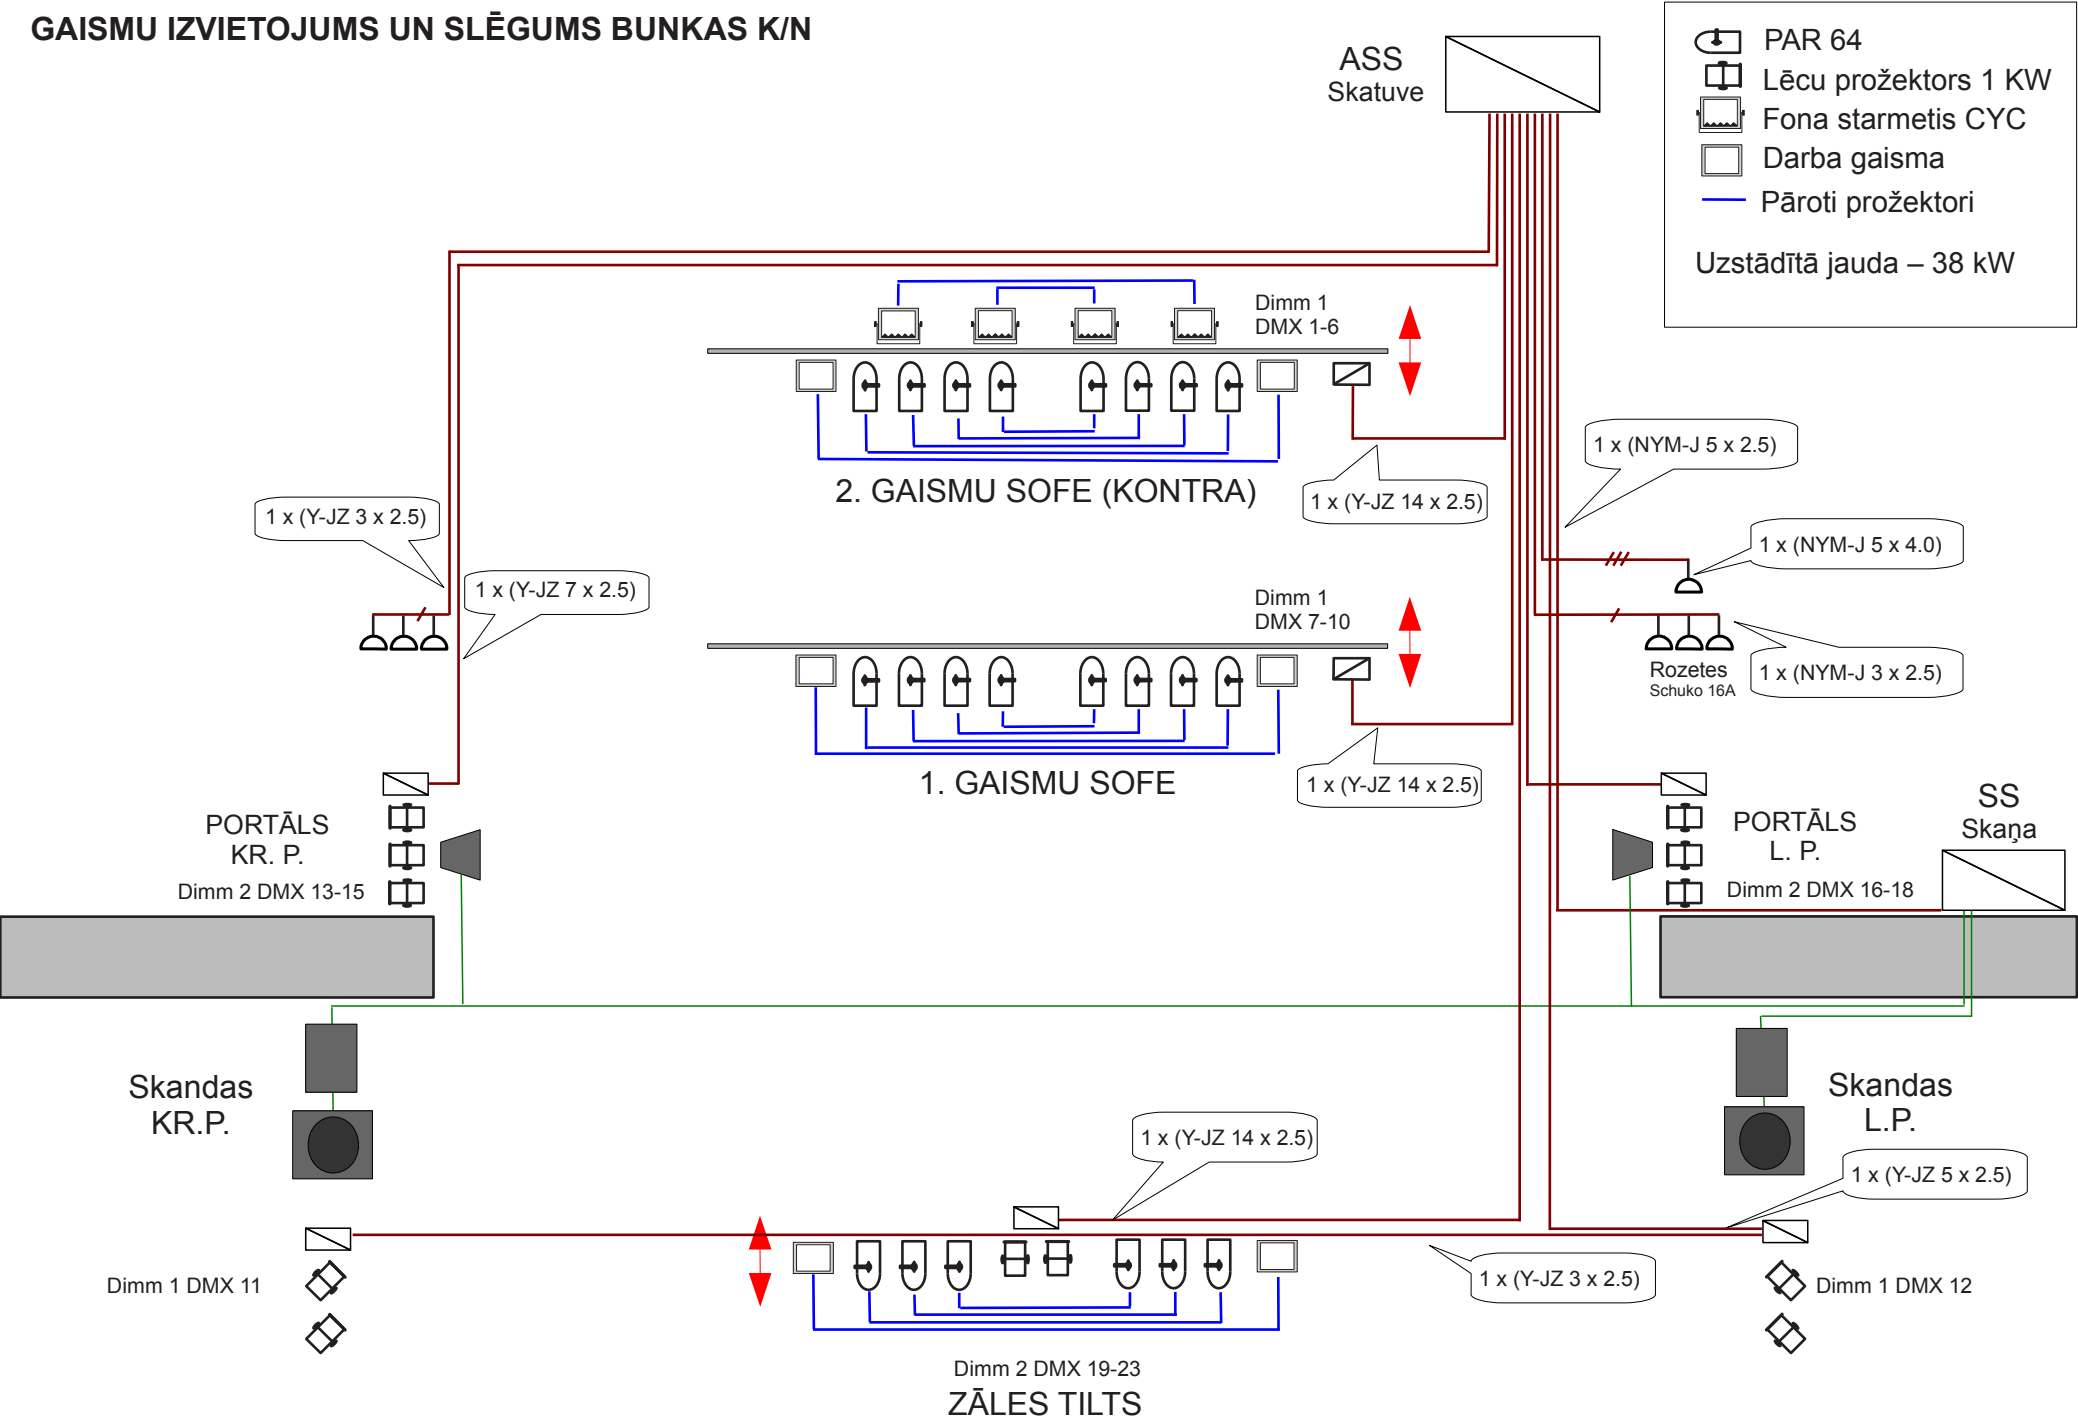 GAISMU IZVIETOJUMS UN SLĒGUMS BUNKAS K/N
ASS
Skatuve
PAR 64
Lēcu prožektors 1 KW
Fona starmetis CYC
Darba gaisma
Pāroti prožektori
Uzstādītā jauda – 38 kW
Dimm 1
DMX 1-6
2. GAISMU SOFE (KONTRA)
1 x (Y-JZ 14 x 2.5)
1 x (NYM-J 5 x 2.5)
1 x (Y-JZ 3 x 2.5)
1 x (Y-JZ 7 x 2.5)
1 x (NYM-J 5 x 4.0)
Dimm 1
DMX 7-10
Rozetes
Schuko 16A
1 x (NYM-J 3 x 2.5)
1. GAISMU SOFE
1 x (Y-JZ 14 x 2.5)
PORTĀLS
KR. P.
Dimm 2 DMX 13-15
PORTĀLS
L. P.
Dimm 2 DMX 16-18
SS
Skaņa
Skandas
KR.P.
Skandas
L.P.
1 x (Y-JZ 14 x 2.5)
1 x (Y-JZ 5 x 2.5)
1 x (Y-JZ 3 x 2.5)
Dimm 1 DMX 11
Dimm 1 DMX 12
Dimm 2 DMX 19-23
ZĀLES TILTS